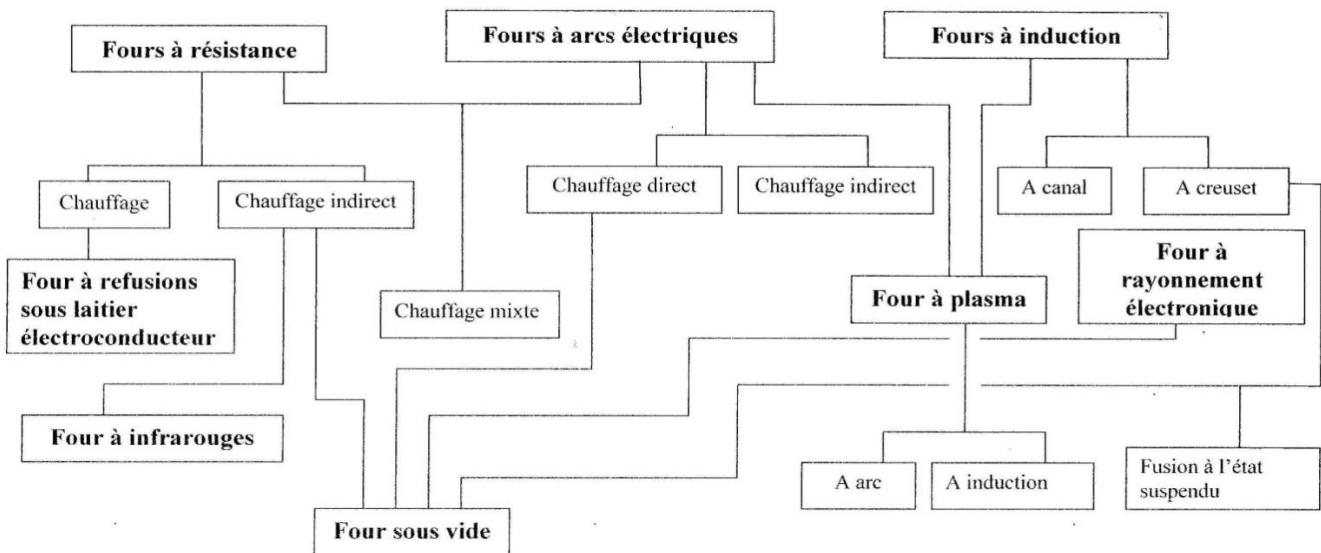 Fours à résistance
Fours à arcs électriques
Fours à induction
Chauffage
Chauffage indirect
Chauffage direct
Chauffage indirect
A canal
A creuset
Four à refusions
sous laitier
électroconducteur
Chauffage mixte
Four à plasma
Four à
rayonnement
électronique
Four à infrarouges
A arc
A induction
Fusion à l'état
suspendu
Four sous vide